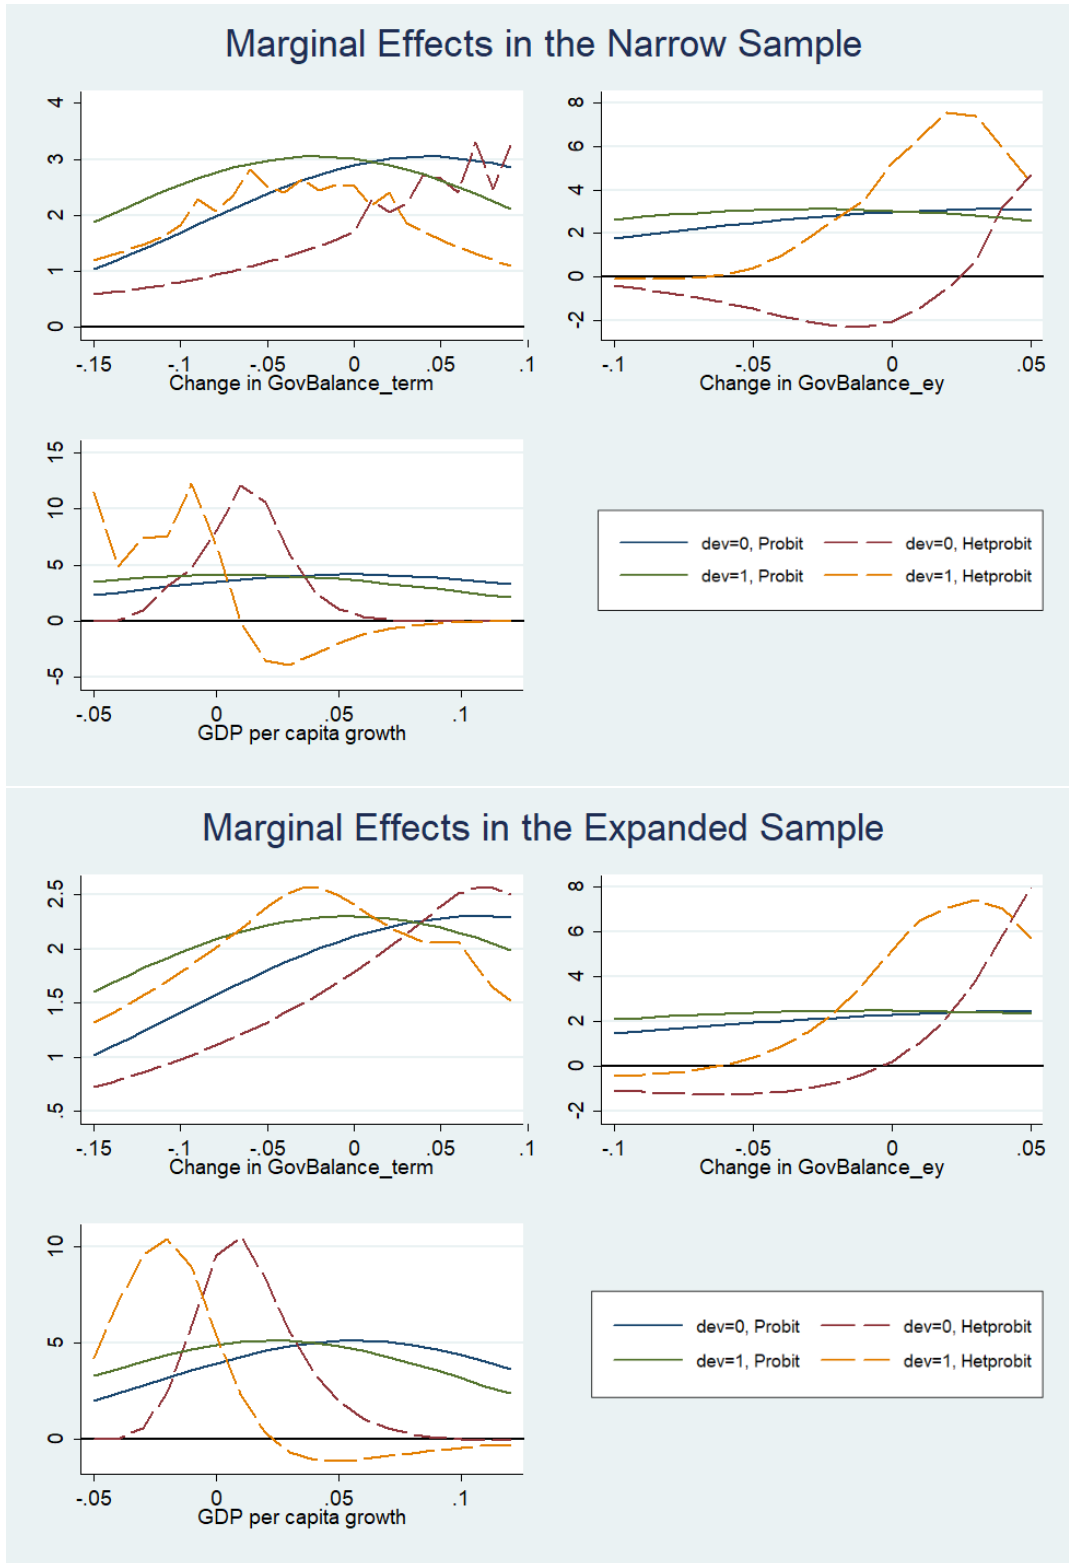 Marginal Effects in the Narrow Sample
4
3
2
1
0
-.15 -.1 -.05 0 .05 .1
Change in GovBalance_term
8
6
4
2
0
-2
-.1 -.05 0 .05
Change in GovBalance_ey
15
10
5
0
-5
-.05 0 .05 .1
GDP per capita growth
dev=0, Probit dev=0, Hetprobit
dev=1, Probit dev=1, Hetprobit
Marginal Effects in the Expanded Sample
2.5
2
1.5
1
.5
-.15 -.1 -.05 0 .05 .1
Change in GovBalance_term
8
6
4
2
0
-2
-.1 -.05 0 .05
Change in GovBalance_ey
10
5
0
-.05 0 .05 .1
GDP per capita growth
dev=0, Probit dev=0, Hetprobit
dev=1, Probit dev=1, Hetprobit